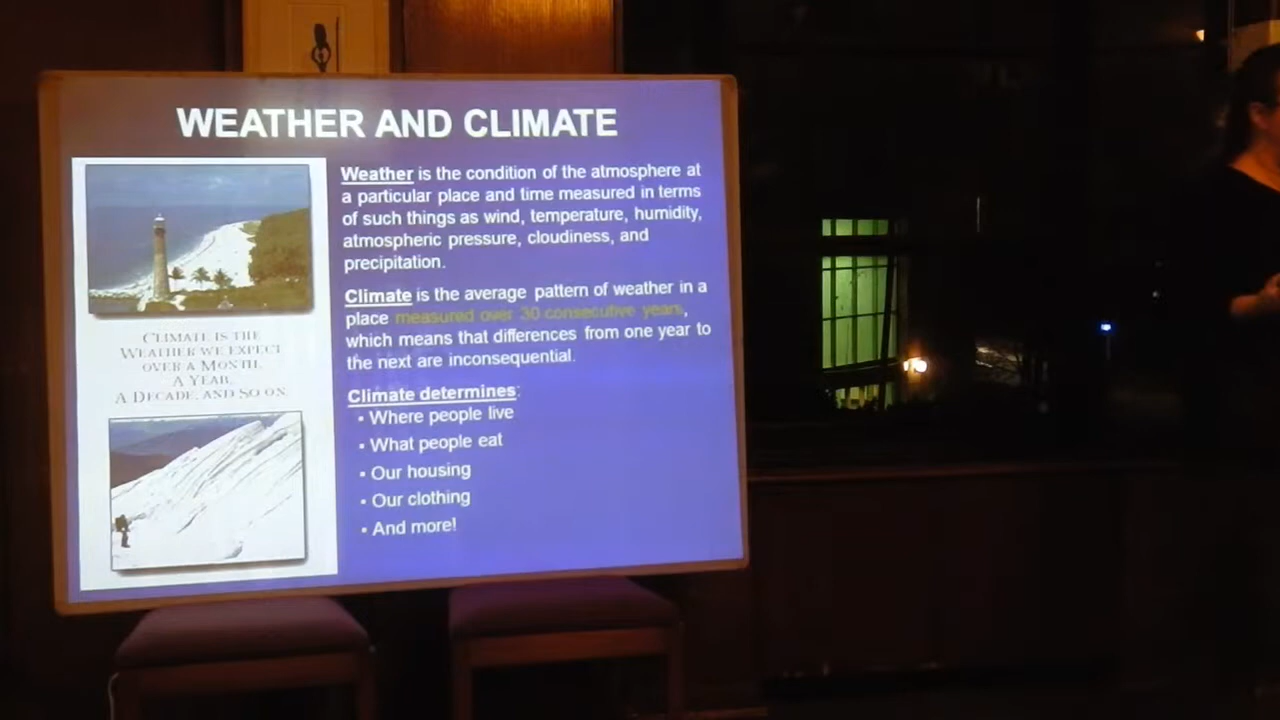 WEATHER AND CLIMATE
Weather is the condition of the atmosphere at
a particular place and time measured in terms
of such things as wind, temperature, humidity,
atmospheric pressure, cloudiness, and
precipitation.
Climate is the average pattern of weather in a
place measured over 30 consecutive years,
which means that differences from one year to
the next are inconsequential.
Climate determines:
• Where people live
• What people eat
• Our housing
• Our clothing
• And more!
CLIMATE IS THE
WEATHER WE EXPECT
OVER A MONTH,
A YEAR,
A DECADE, AND SO ON.